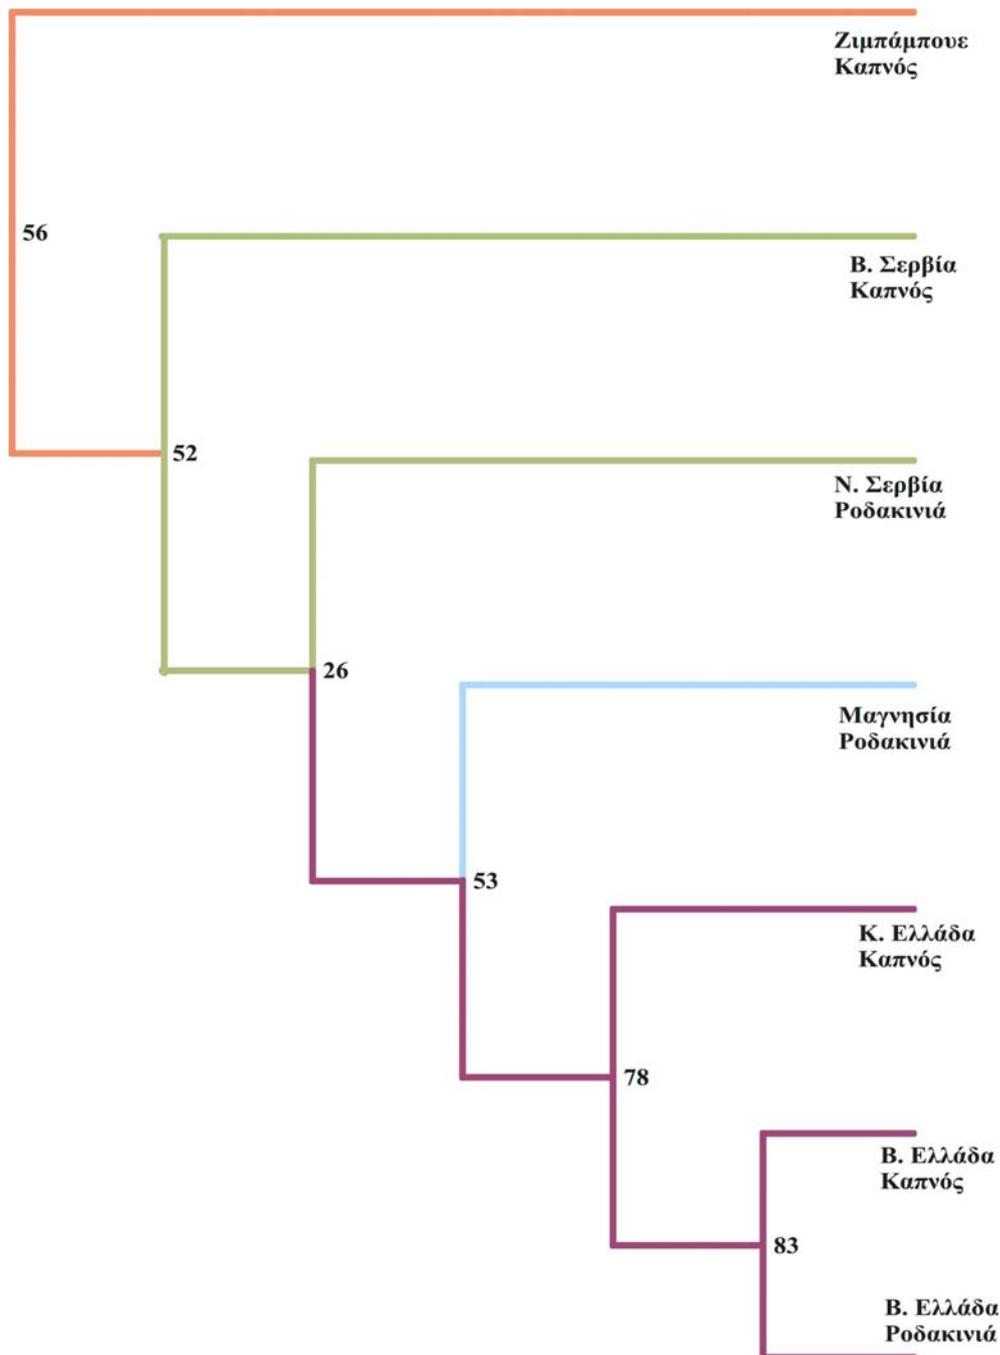 Ζιμπάμπουε
Καπνός
56
Β. Σερβία
Καπνός
52
Ν. Σερβία
Ροδακινιά
26
Μαγνησία
Ροδακινιά
53
Κ. Ελλάδα
Καπνός
78
Β. Ελλάδα
Καπνός
83
Β. Ελλάδα
Ροδακινιά